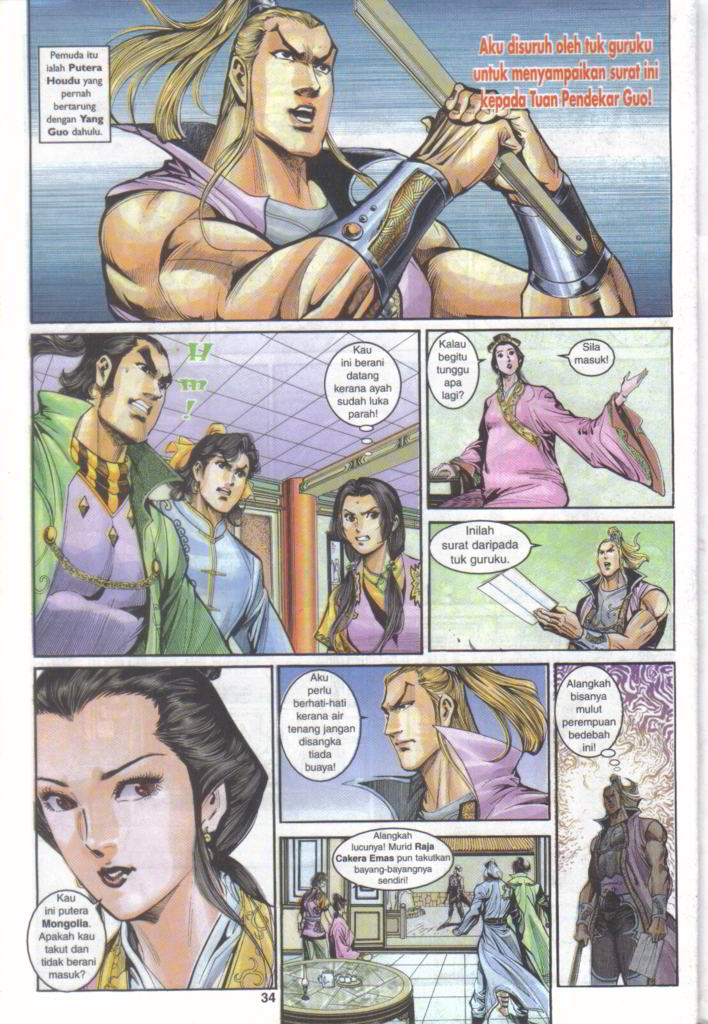 Pemuda itu
ialah Putera
Houdu yang
pernah
bertarung
dengan Yang
Guo dahulu.
Aku disuruh oleh tuk guruku
untuk menyampaikan surat ini
kepada Tuan Pendekar Guo!
H
m
!
Kau
ini berani
datang
kerana ayah
sudah luka
parah!
Kalau
begitu
tunggu
apa
lagi?
Sila
masuk!
Inilah
surat daripada
tuk guruku.
Kau
ini putera
Mongolia.
Apakah kau
takut dan
tidak berani
masuk?
Aku
perlu
berhati-hati
kerana air
tenang jangan
disangka
tiada
buaya!
Alangkah
lucunya! Murid Raja
Cakera Emas pun takutkan
bayang-bayangnya
sendiri!
Alangkah
bisanya
mulut
perempuan
bedebah
ini!
34